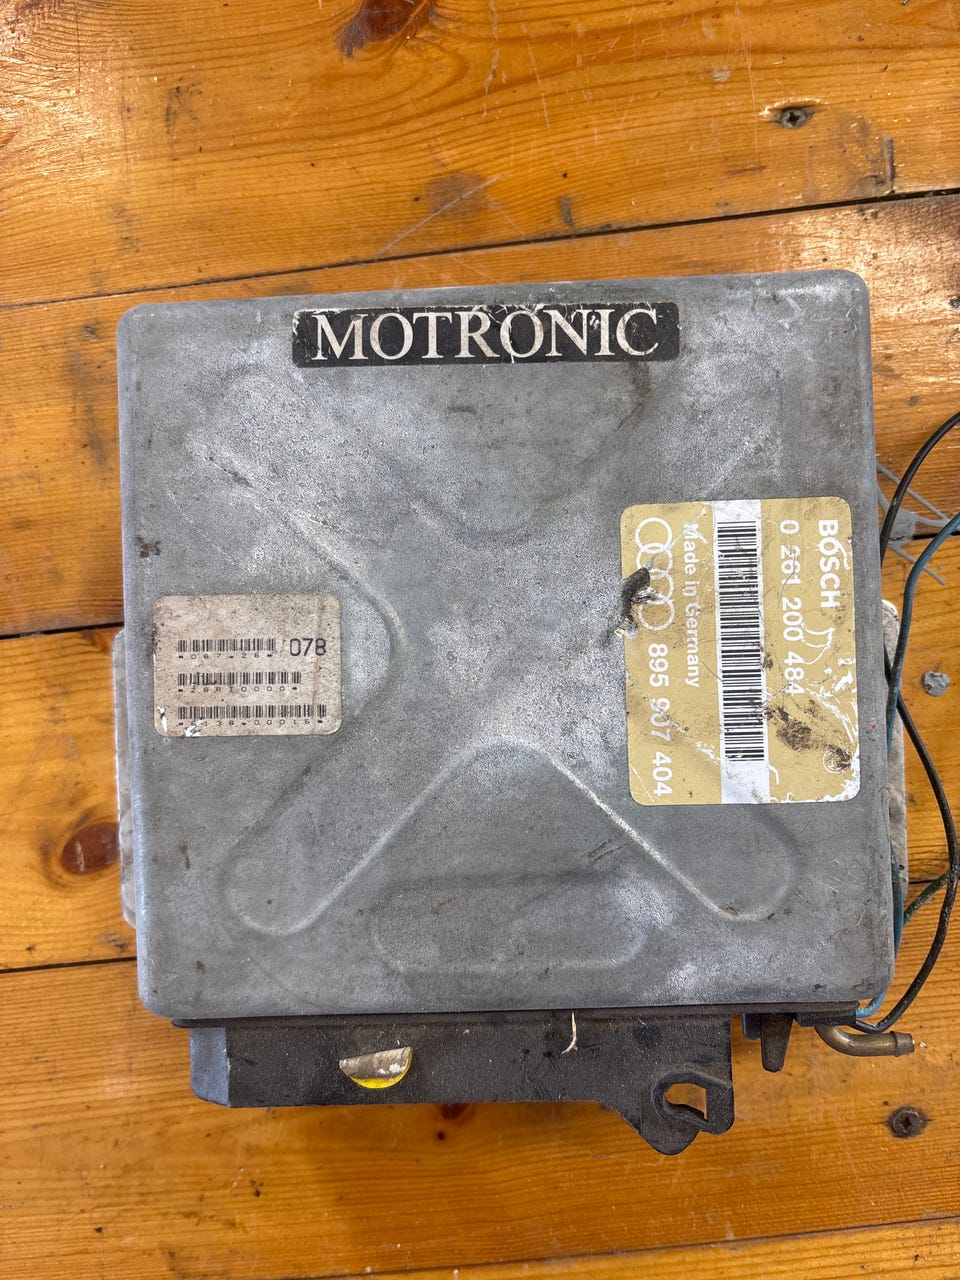 MOTRONIC
BOSCH
0 261 200 484
Made in Germany
895 907 404
078